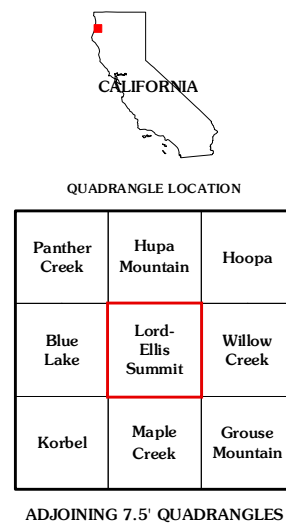 CALIFORNIA
QUADRANGLE LOCATION
Panther
Creek
Hupa
Mountain
Hoopa
Blue
Lake
Lord-
Ellis
Summit
Willow
Creek
Korbel
Maple
Creek
Grouse
Mountain
ADJOINING 7.5' QUADRANGLES